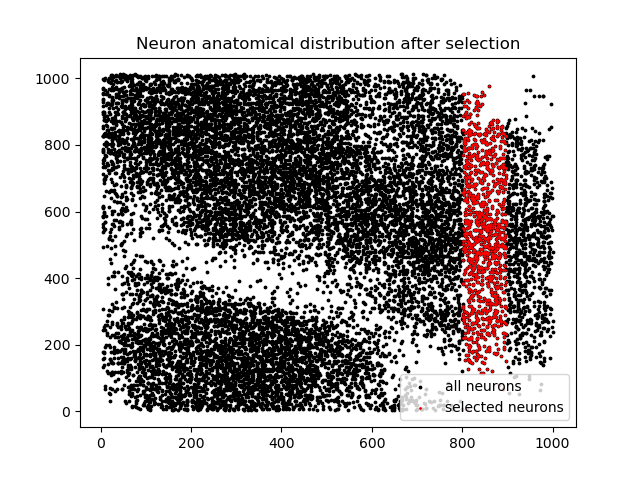 Neuron anatomical distribution after selection
1000
800
600
400
200
0
all neurons
selected neurons
0 200 400 600 800 1000